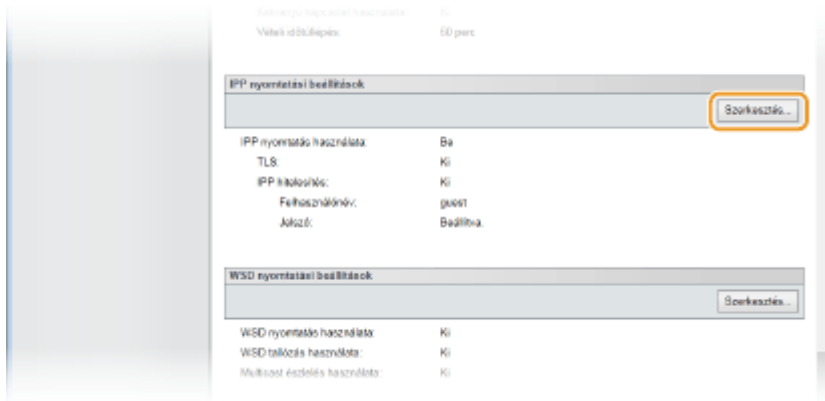 Vételi időtúllépés: 60 perc
IPP nyomtatási beállítások
Szerkesztés...
IPP nyomtatás használata: Be
TLS: Ki
IPP hitelesítés: Ki
Felhasználónév: guest
Jelszó: Beállítva.
WSD nyomtatási beállítások
Szerkesztés...
WSD nyomtatás használata: Ki
WSD tallózás használata: Ki
Multicast észlelés használata: Ki